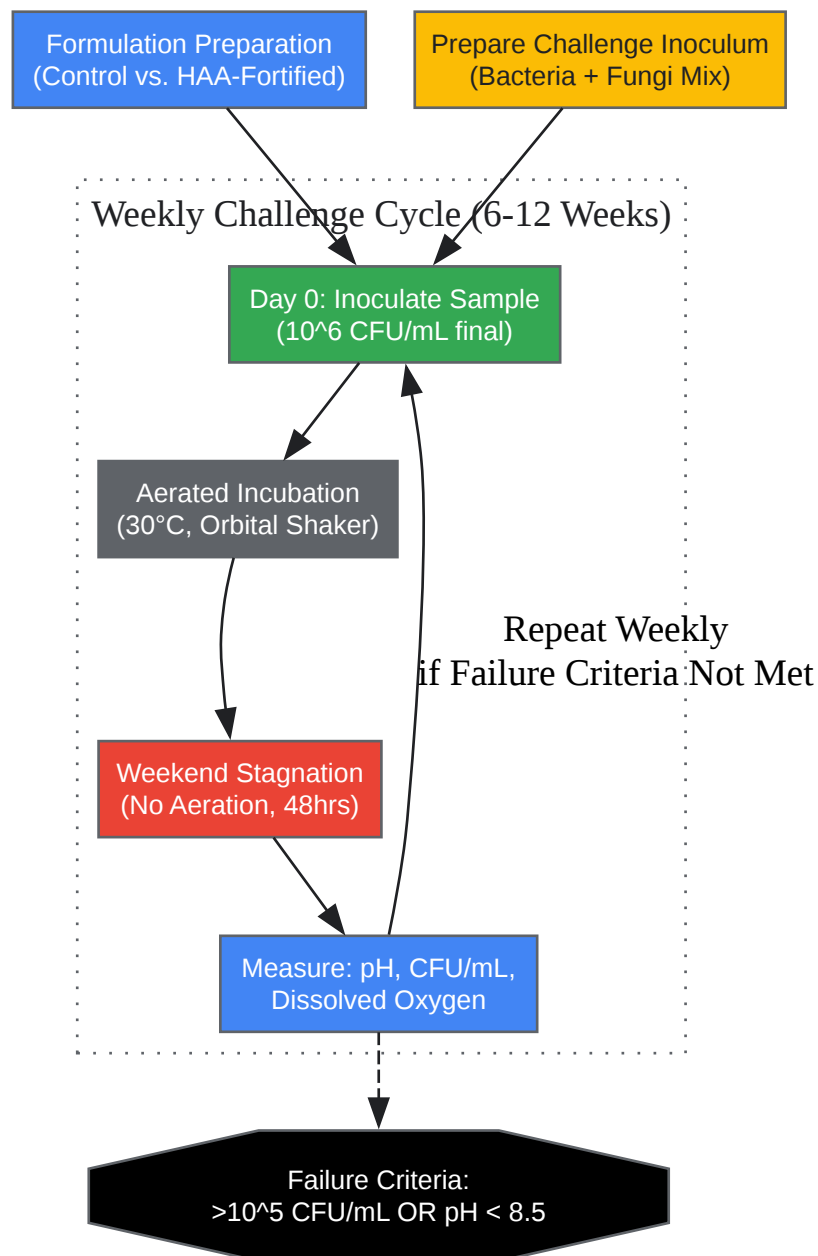 Formulation Preparation
(Control vs. HAA-Fortified)
Prepare Challenge Inoculum
(Bacteria + Fungi Mix)
Weekly Challenge Cycle (6-12 Weeks)
Day 0: Inoculate Sample
(10^6 CFU/mL final)
Aerated Incubation
(30°C, Orbital Shaker)
Repeat Weekly
if Failure Criteria Not Met
Weekend Stagnation
(No Aeration, 48hrs)
Measure: pH, CFU/mL,
Dissolved Oxygen
Failure Criteria:
>10^5 CFU/mL OR pH < 8.5